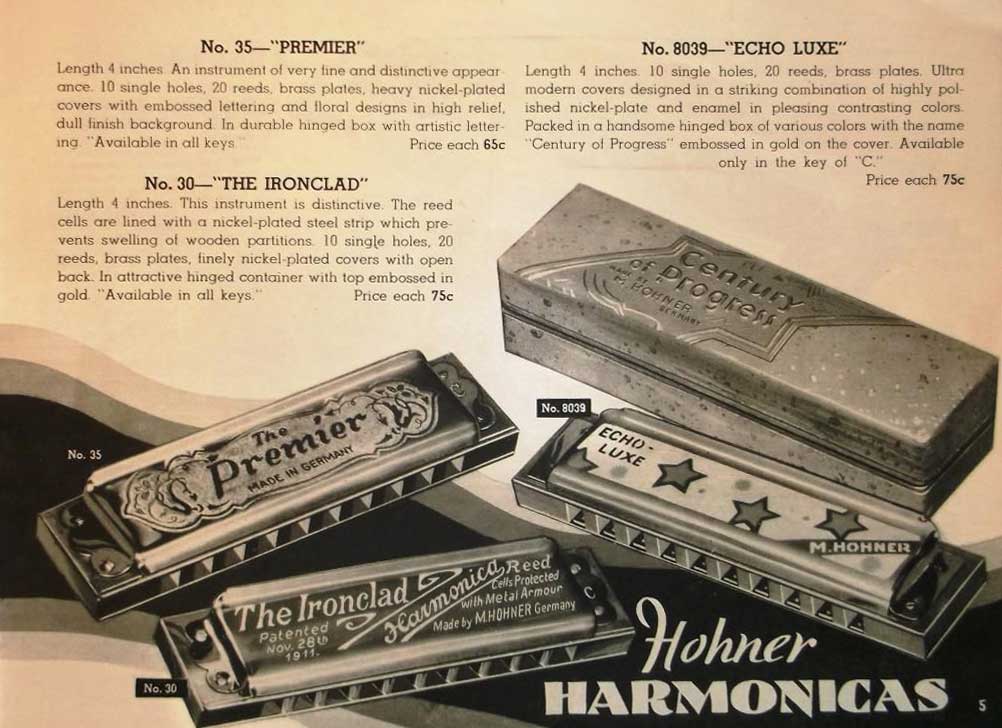 No. 35—"PREMIER"
Length 4 inches. An instrument of very fine and distinctive appear-
ance. 10 single holes, 20 reeds, brass plates, heavy nickel-plated
covers with embossed lettering and floral designs in high relief,
dull finish background. In durable hinged box with artistic letter-
ing. "Available in all keys."
Price each 65c
No. 30—"THE IRONCLAD"
Length 4 inches. This instrument is distinctive. The reed
cells are lined with a nickel-plated steel strip which pre-
vents swelling of wooden partitions. 10 single holes, 20
reeds, brass plates, finely nickel-plated covers with open
back. In attractive hinged container with top embossed in
gold. "Available in all keys."
Price each 75c
No. 8039—"ECHO LUXE"
Length 4 inches. 10 single holes, 20 reeds, brass plates. Ultra
modern covers designed in a striking combination of highly pol-
ished nickel-plate and enamel in pleasing contrasting colors.
Packed in a handsome hinged box of various colors with the name
"Century of Progress" embossed in gold on the cover. Available
only in the key of "C."
Price each 75c
Century
of Progress
MADE BY
M. HOHNER
GERMANY
No. 8039
ECHO-
LUXE
M. HOHNER
No. 35
The
Premier
MADE IN GERMANY
The Ironclad
Patented
Nov. 28th
1911.
Harmonica, Reed
Cells Protected
with Metal Armour
Made by M. HOHNER Germany
C
No. 30
Hohner
HARMONICAS
5